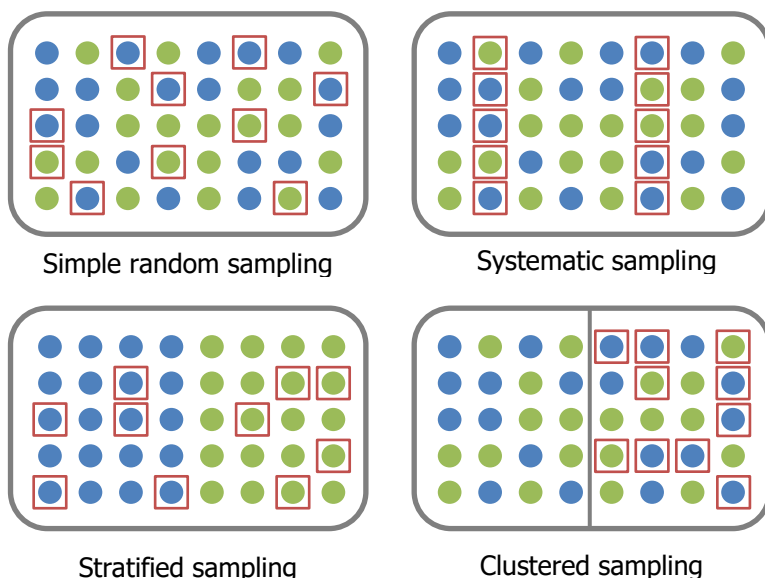 Simple random sampling
Systematic sampling
Stratified sampling
Clustered sampling